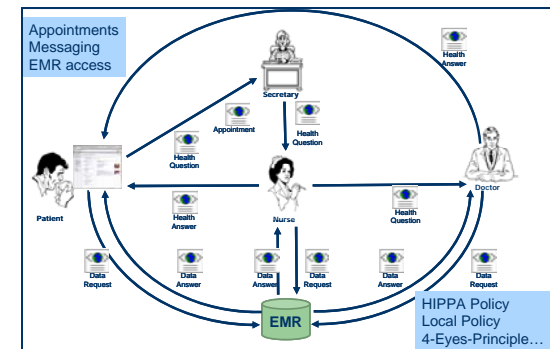 Appointments
Messaging
EMR access
Health
Answer
Secretary
Appointment
Health
Question
Health
Question
Patient
Nurse
Doctor
Health
Answer
Health
Question
Data
Request
Data
Answer
Data
Answer
Data
Request
Data
Answer
Data
Request
EMR
HIPPA Policy
Local Policy
4-Eyes-Principle…